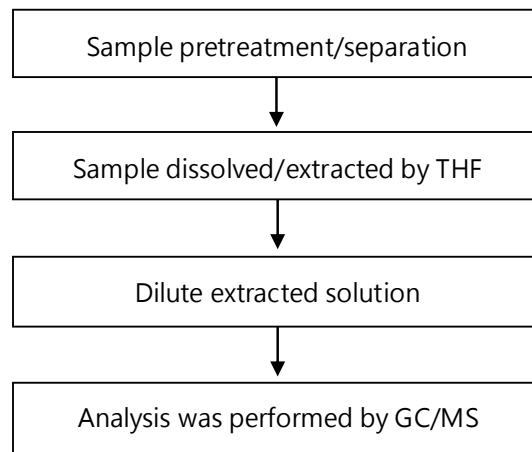 Sample pretreatment/separation
Sample dissolved/extracted by THF
Dilute extracted solution
Analysis was performed by GC/MS